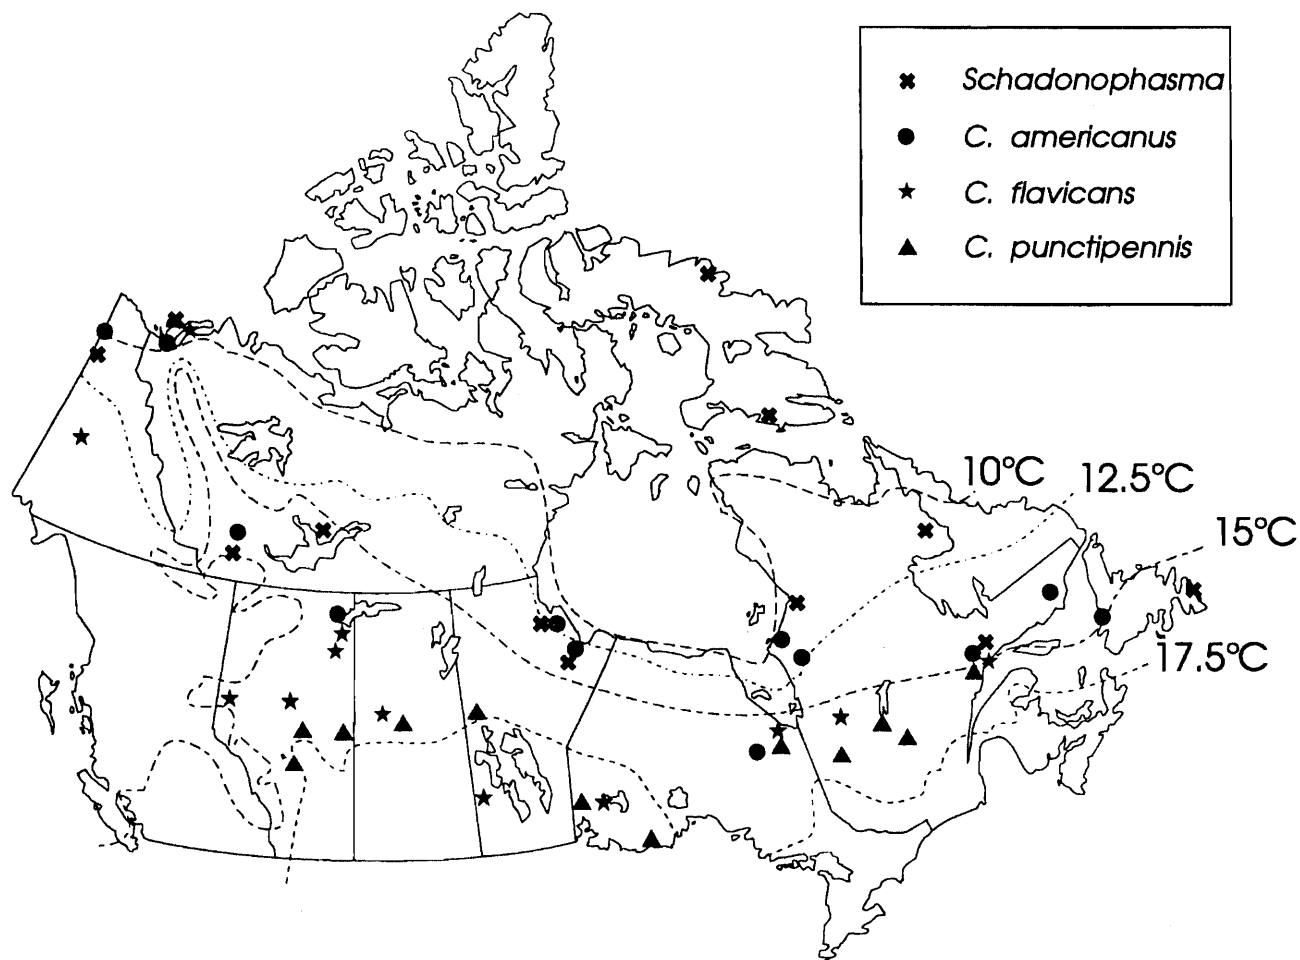 Schadonophasma
C. americanus
C. flavicans
C. punctipennis
10°C
12.5°C
15°C
17.5°C